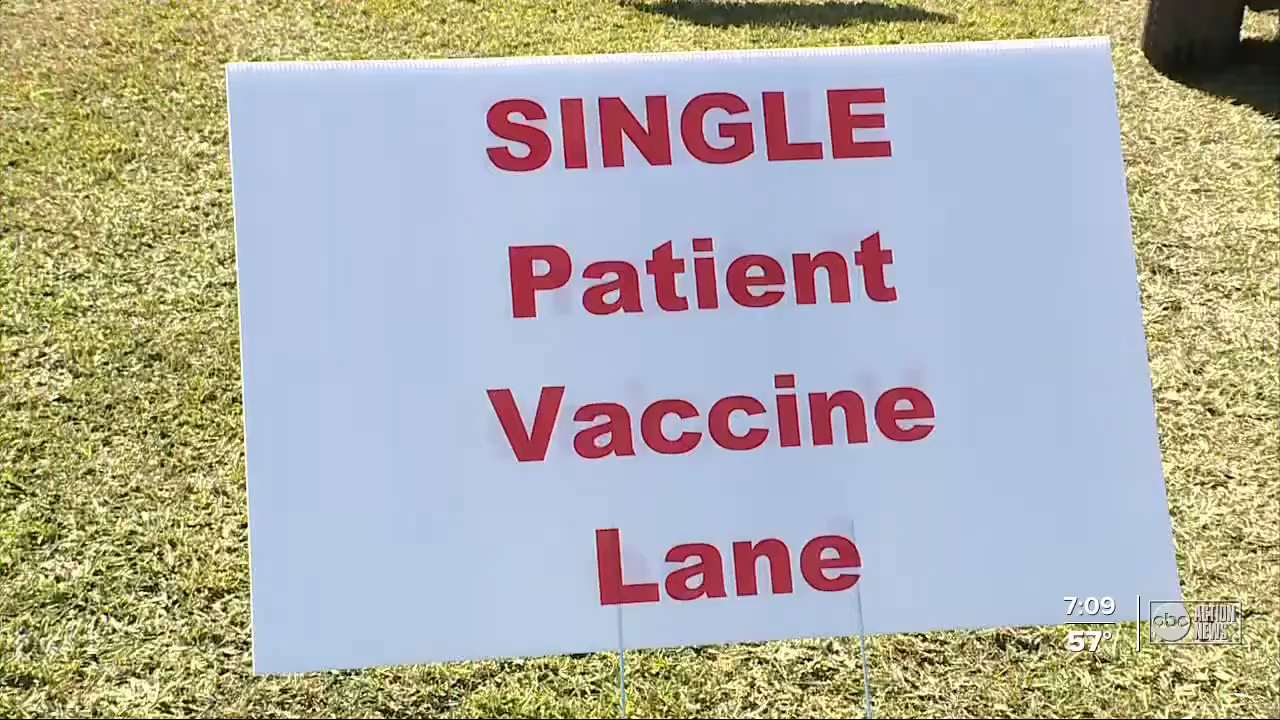 SINGLE
Patient
Vaccine
Lane
7:09
57°
abc ACTION
NEWS